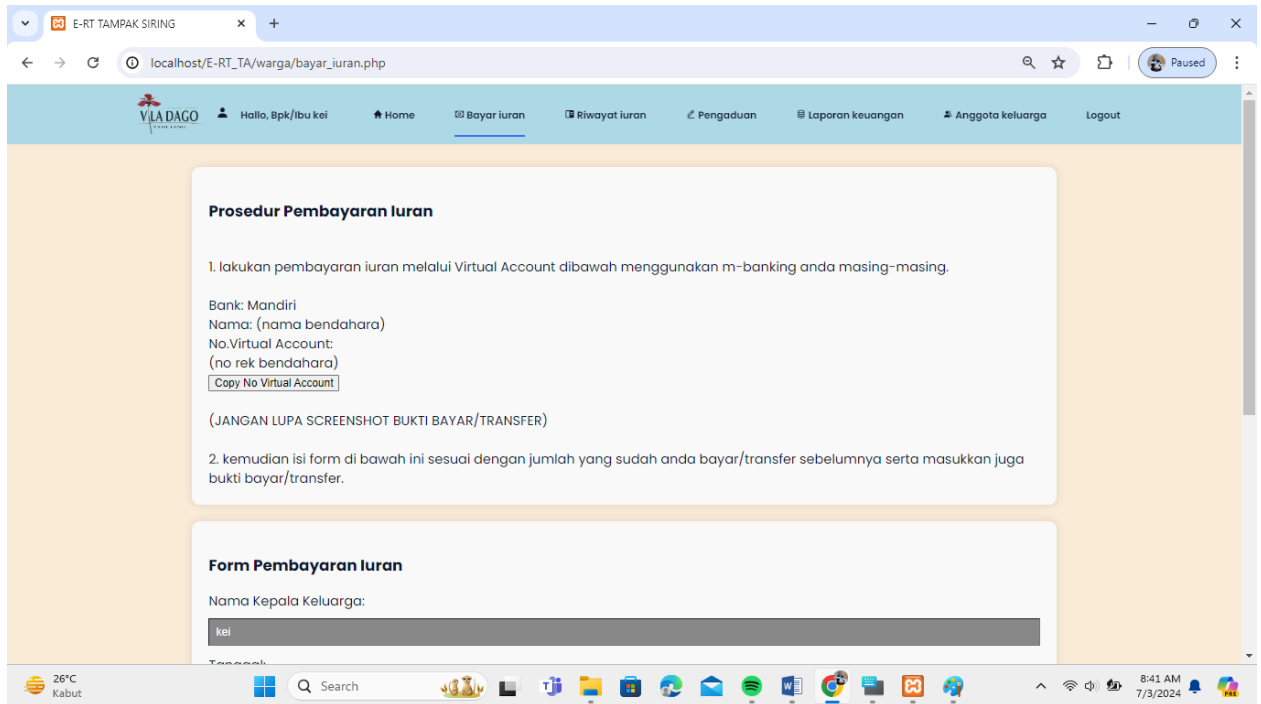 E-RT TAMPAK SIRING
localhost/E-RT_TA/warga/bayar_iuran.php
Paused
VILA DAGO
Hallo, Bpk/Ibu kei
Home
Bayar iuran
Riwayat iuran
Pengaduan
Laporan keuangan
Anggota keluarga
Logout
Prosedur Pembayaran Iuran
1. lakukan pembayaran iuran melalui Virtual Account dibawah menggunakan m-banking anda masing-masing.
Bank: Mandiri
Nama: (nama bendahara)
No.Virtual Account:
(no rek bendahara)
Copy No Virtual Account
(JANGAN LUPA SCREENSHOT BUKTI BAYAR/TRANSFER)
2. kemudian isi form di bawah ini sesuai dengan jumlah yang sudah anda bayar/transfer sebelumnya serta masukkan juga
bukti bayar/transfer.
Form Pembayaran Iuran
Nama Kepala Keluarga:
kei
Tanggal:
26°C
Kabut
Search
8:41 AM
7/3/2024